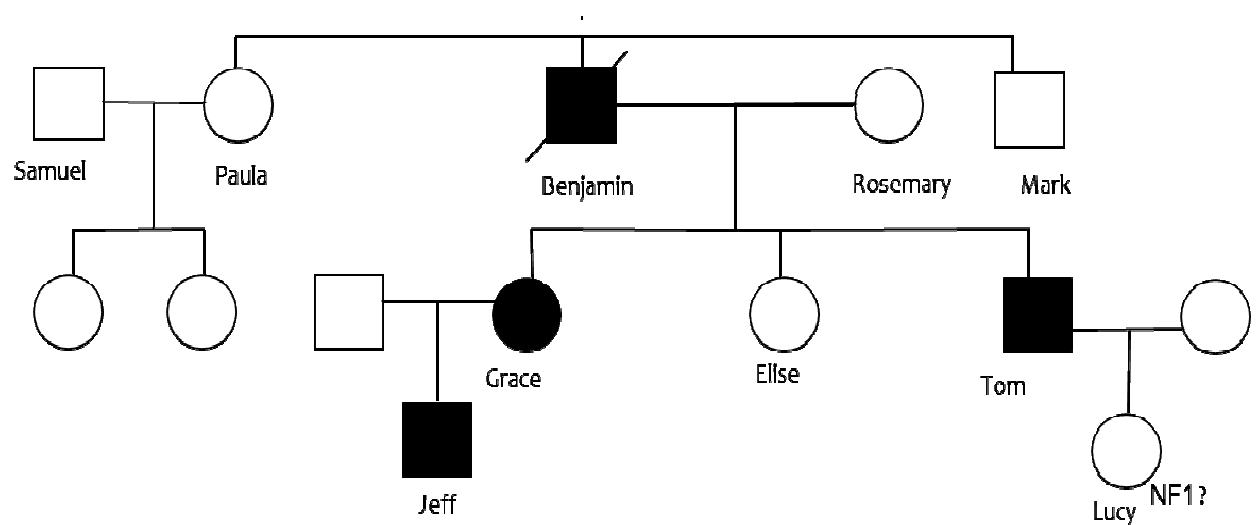 Samuel
Paula
Benjamin
Rosemary
Mark
Grace
Elise
Tom
Jeff
Lucy
NF1?